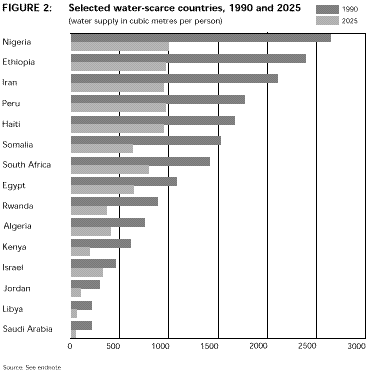 FIGURE 2: Selected water-scarce countries, 1990 and 2025
(water supply in cubic metres per person)
1990
2025
Nigeria
Ethiopia
Iran
Peru
Haiti
Somalia
South Africa
Egypt
Rwanda
Algeria
Kenya
Israel
Jordan
Libya
Saudi Arabia
0 500 1000 1500 2000 2500 3000
Source: See endnote